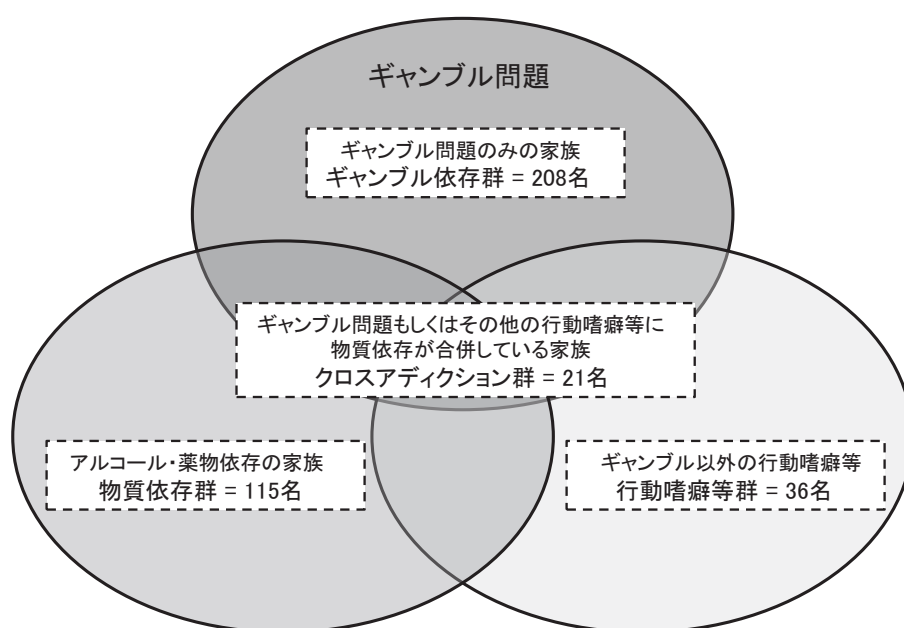 ギャンブル問題
ギャンブル問題のみの家族
ギャンブル依存群 = 208名
ギャンブル問題もしくはその他の行動嗜癖等に
物質依存が合併している家族
クロスアディクション群 = 21名
アルコール・薬物依存の家族
物質依存群 = 115名
ギャンブル以外の行動嗜癖等
行動嗜癖等群 = 36名